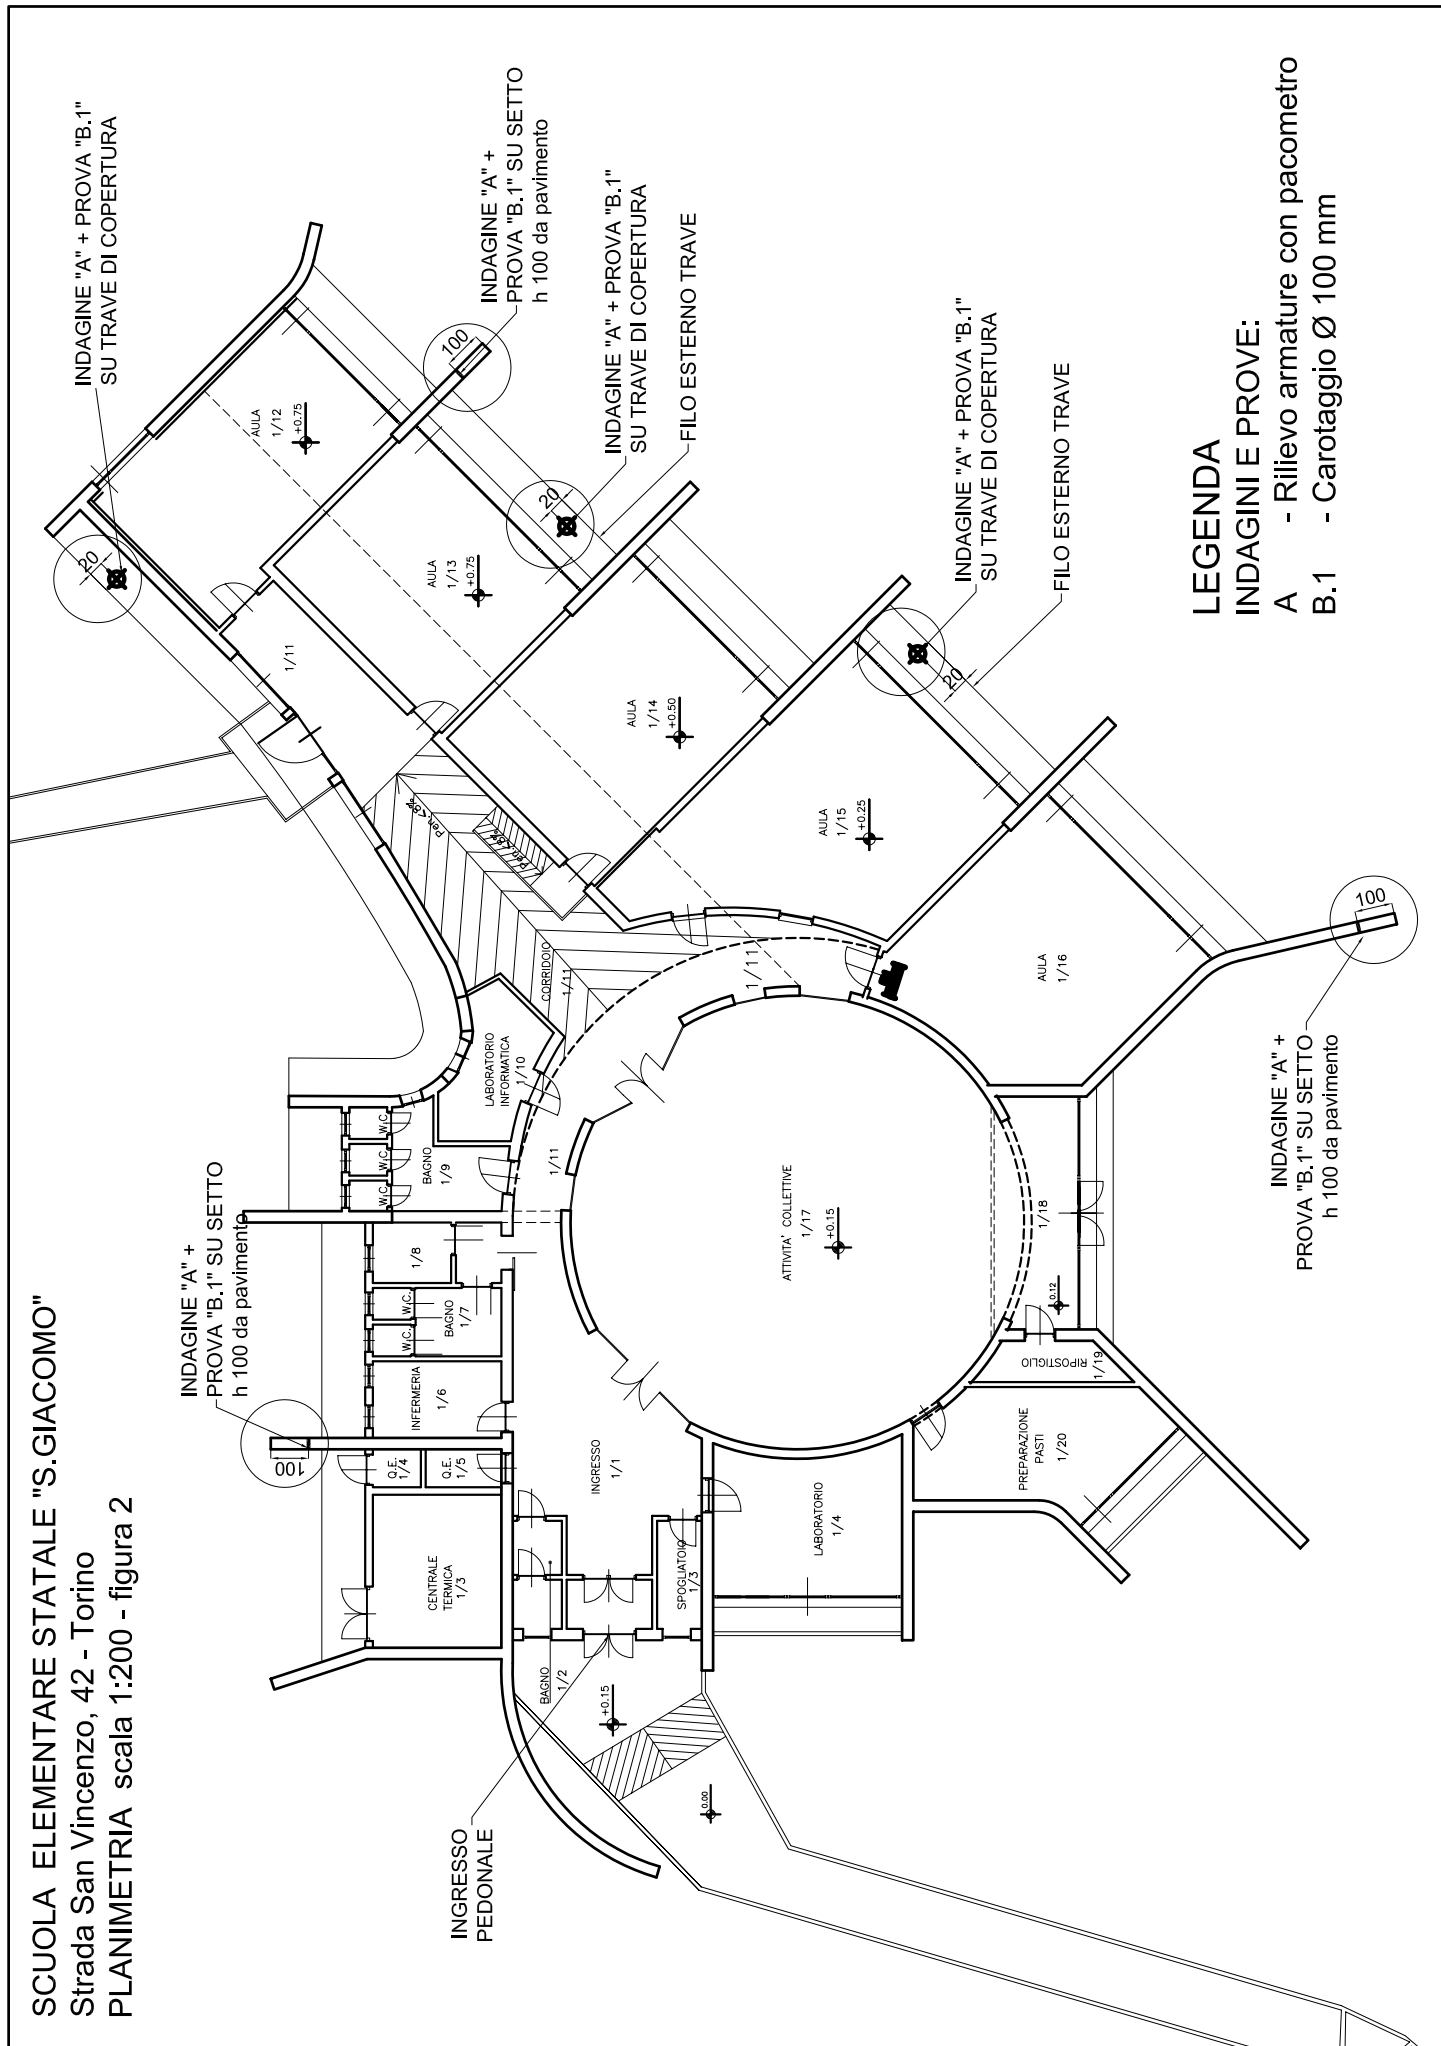 SCUOLA ELEMENTARE STATALE "S.GIACOMO"
Strada San Vincenzo, 42 - Torino
PLANIMETRIA scala 1:200 - figura 2
INDAGINE "A" + PROVA "B.1"
SU TRAVE DI COPERTURA
20
INDAGINE "A" +
PROVA "B.1" SU SETTO
h 100 da pavimento
100
INDAGINE "A" + PROVA "B.1"
SU TRAVE DI COPERTURA
20
FILO ESTERNO TRAVE
INDAGINE "A" + PROVA "B.1"
SU TRAVE DI COPERTURA
20
FILO ESTERNO TRAVE
INDAGINE "A" +
PROVA "B.1" SU SETTO
h 100 da pavimento
100
INDAGINE "A" +
PROVA "B.1" SU SETTO
h 100 da pavimento
100
INGRESSO
PEDONALE
AULA
1/12
+0.75
AULA
1/13
+0.75
1/11
AULA
1/14
+0.50
AULA
1/15
+0.25
AULA
1/16
Pen.<8%
Pen.<8%
CORRIDOIO
1/11
1/11
LABORATORIO
INFORMATICA
1/10
1/11
W.C.
W.C.
W.C.
BAGNO
1/9
1/8
W.C.
W.C.
BAGNO
1/7
INFERMERIA
1/6
Q.E.
1/4
Q.E.
1/5
CENTRALE
TERMICA
1/3
INGRESSO
1/1
SPOGLIATOIO
1/3
BAGNO
1/2
+0.15
0.00
ATTIVITA' COLLETTIVE
1/17
+0.15
1/18
0.12
RIPOSTIGLIO
1/19
PREPARAZIONE
PASTI
1/20
LABORATORIO
1/4
LEGENDA
INDAGINI E PROVE:
A - Rilievo armature con pacometro
B.1 - Carotaggio Ø 100 mm